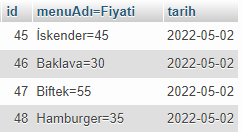 id menuAdı=Fiyati tarih
45 İskender=45 2022-05-02
46 Baklava=30 2022-05-02
47 Biftek=55 2022-05-02
48 Hamburger=35 2022-05-02